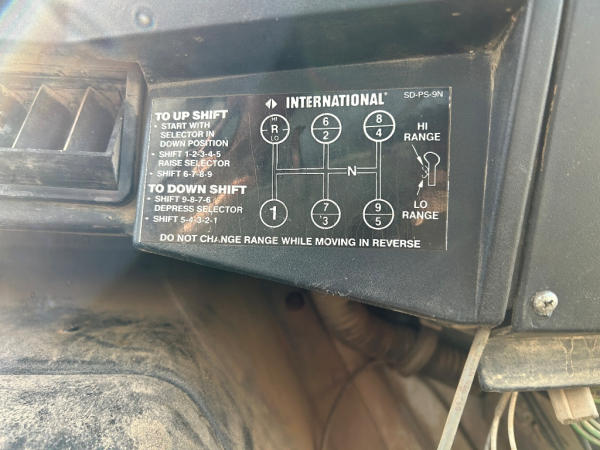 INTERNATIONAL®
SD-PS-9N
TO UP SHIFT
• START WITH
SELECTOR IN
DOWN POSITION
• SHIFT 1-2-3-4-5
RAISE SELECTOR
• SHIFT 6-7-8-9
TO DOWN SHIFT
• SHIFT 9-8-7-6
DEPRESS SELECTOR
• SHIFT 5-4-3-2-1
HI
R
LO
6
2
8
4
N
1
7
3
9
5
HI
RANGE
LO
RANGE
DO NOT CHANGE RANGE WHILE MOVING IN REVERSE